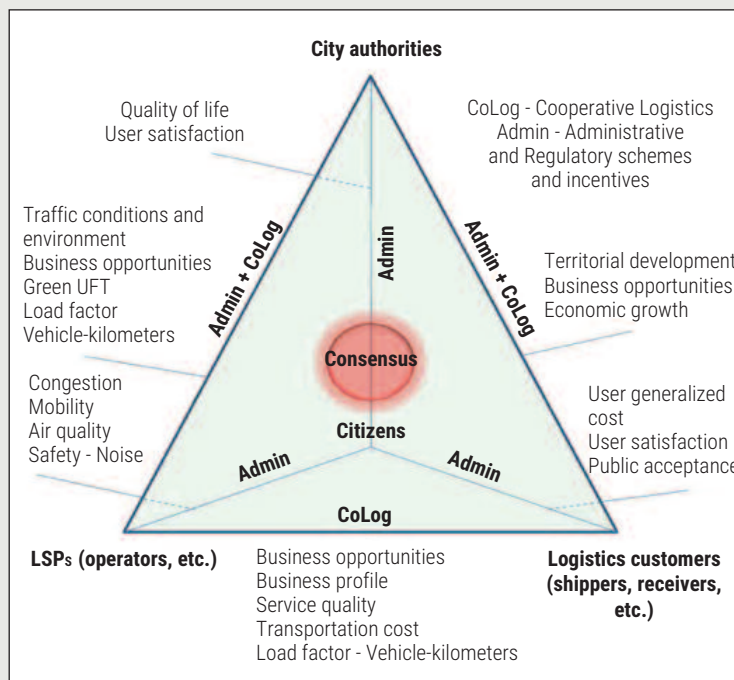 City authorities
Quality of life
User satisfaction
CoLog - Cooperative Logistics
Admin - Administrative
and Regulatory schemes
and incentives
Traffic conditions and
environment
Business opportunities
Green UFT
Load factor
Vehicle-kilometers
Admin + CoLog
Admin
Admin + CoLog
Territorial development
Business opportunities
Economic growth
Consensus
Congestion
Mobility
Air quality
Safety - Noise
User generalized
cost
User satisfaction
Public acceptance
Citizens
Admin
Admin
CoLog
LSPs (operators, etc.)
Business opportunities
Business profile
Service quality
Transportation cost
Load factor - Vehicle-kilometers
Logistics customers
(shippers, receivers,
etc.)